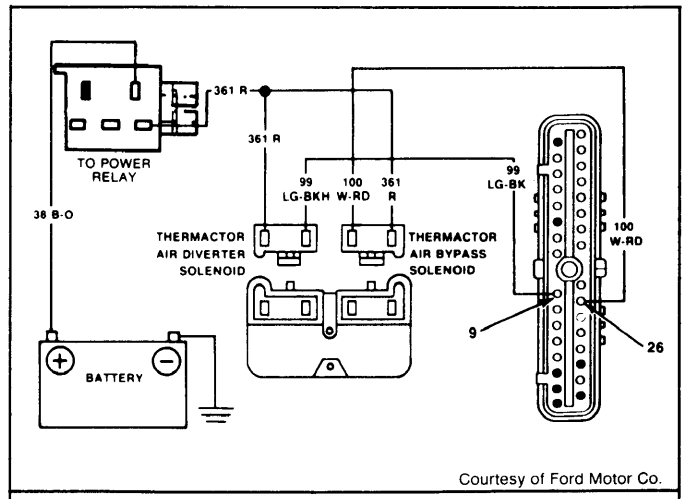 361 R
TO POWER
RELAY
361 R
38 B-O
99
LG-BKH
100
W-RD
361
R
99
LG-BK
100
W-RD
THERMACTOR
AIR DIVERTER
SOLENOID
THERMACTOR
AIR BYPASS
SOLENOID
9
26
+
−
BATTERY
Courtesy of Ford Motor Co.